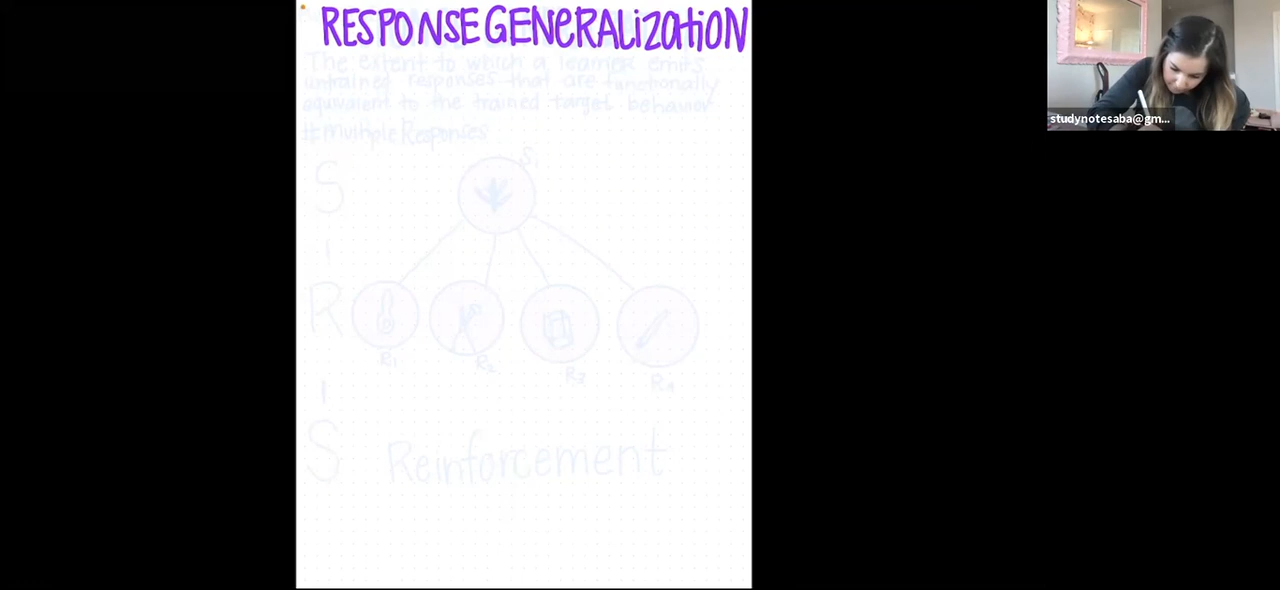 RESPONSE GENERALIZATION
The extent to which a learner emits
untrained responses that are functionally
equivalent to the trained target behavior
#multiple Responses
S
S1
R
R1
R2
R3
R4
S
Reinforcement
studynotesaba@gm...